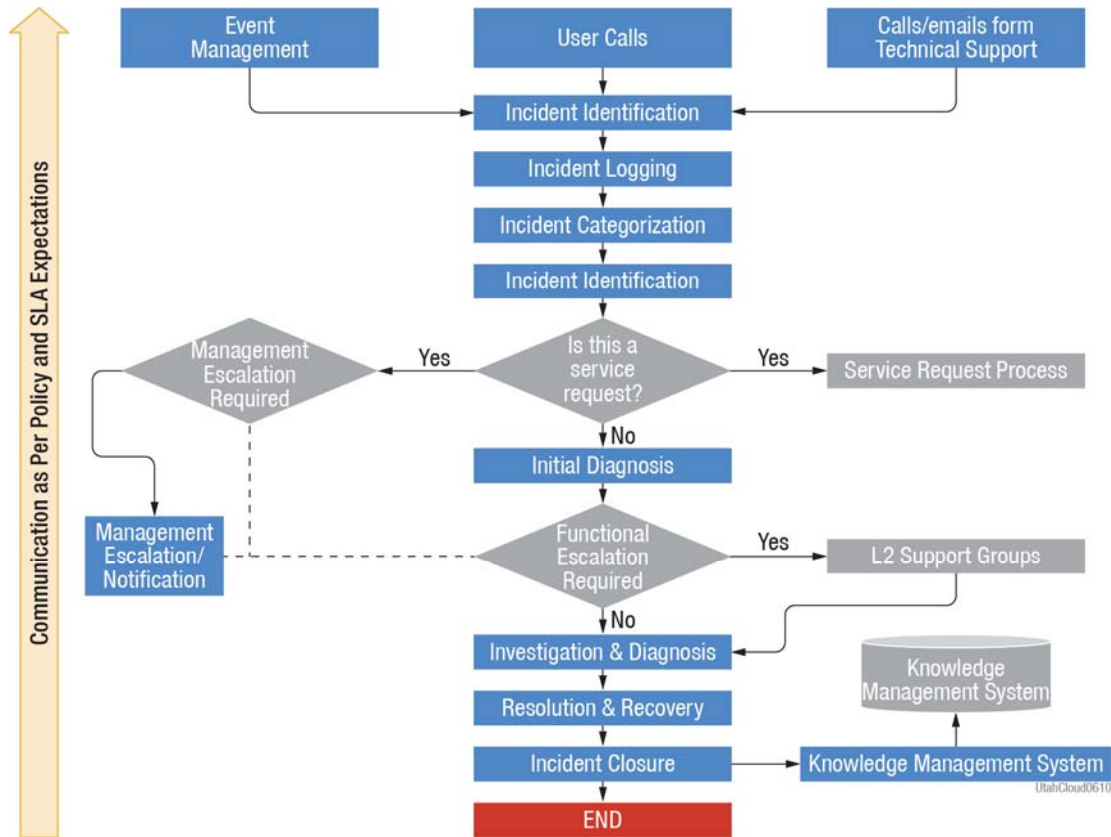 Communication as Per Policy and SLA Expectations
Event
Management
User Calls
Calls/emails form
Technical Support
Incident Identification
Incident Logging
Incident Categorization
Incident Identification
Management
Escalation
Required
Yes
Is this a
service
request?
Yes
Service Request Process
No
Initial Diagnosis
Management
Escalation/
Notification
Functional
Escalation
Required
Yes
L2 Support Groups
No
Investigation & Diagnosis
Knowledge
Management System
Resolution & Recovery
Incident Closure
Knowledge Management System
UtahCloud0610
END